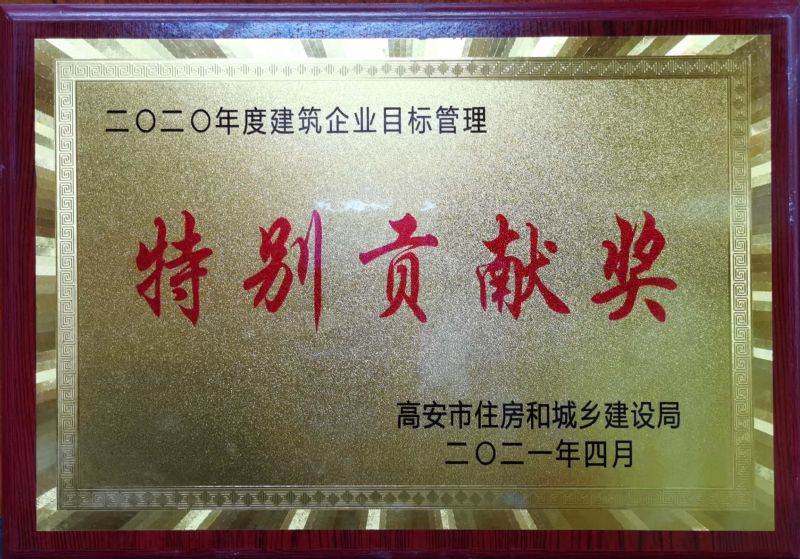 二〇二〇年度建筑企业目标管理
特别贡献奖
高安市住房和城乡建设局
二〇二一年四月